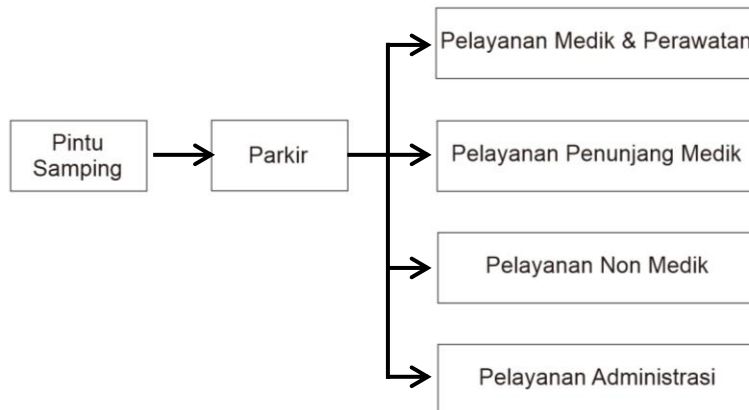 Pintu
Samping
Parkir
Pelayanan Medik & Perawatan
Pelayanan Penunjang Medik
Pelayanan Non Medik
Pelayanan Administrasi